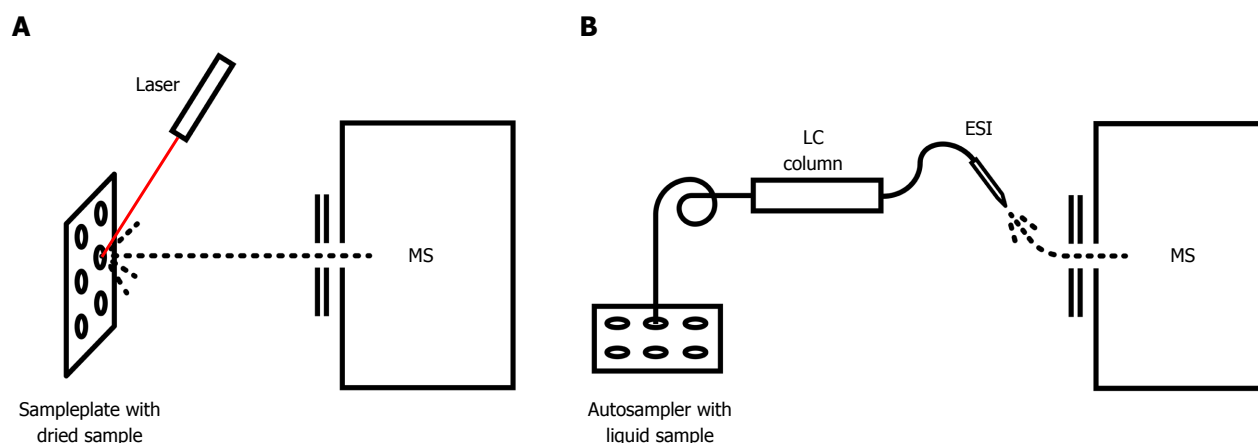 A
Laser
MS
Sampleplate with
dried sample
B
LC
column
ESI
MS
Autosampler with
liquid sample